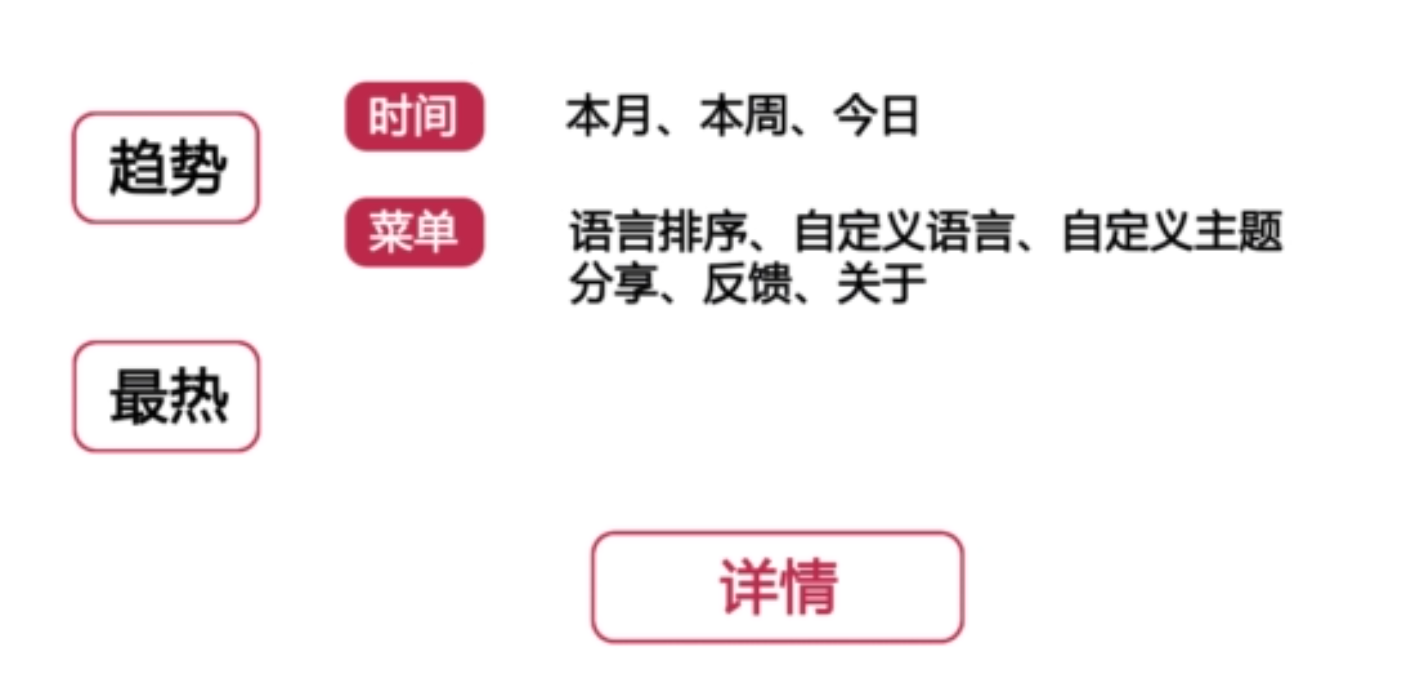 趋势
时间
本月、本周、今日
菜单
语言排序、自定义语言、自定义主题
分享、反馈、关于
最热
详情